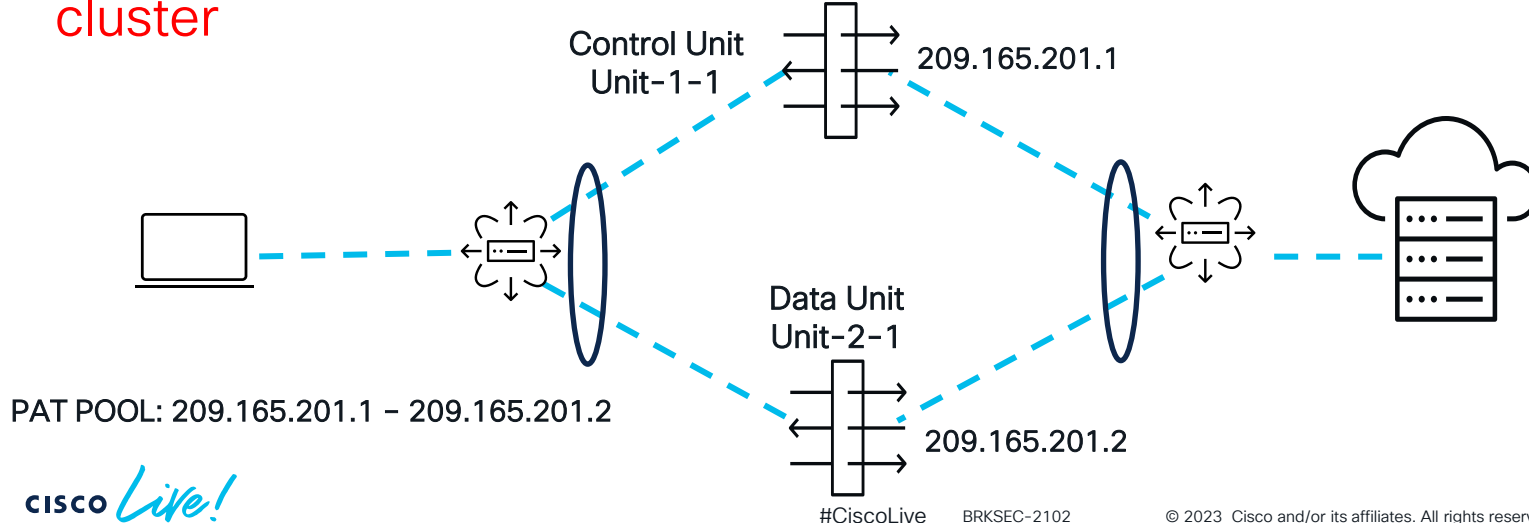 cluster
Control Unit
Unit-1-1
209.165.201.1
Data Unit
Unit-2-1
209.165.201.2
PAT POOL: 209.165.201.1 – 209.165.201.2
CISCO Live!
#CiscoLive BRKSEC-2102 © 2023 Cisco and/or its affiliates. All rights reserv